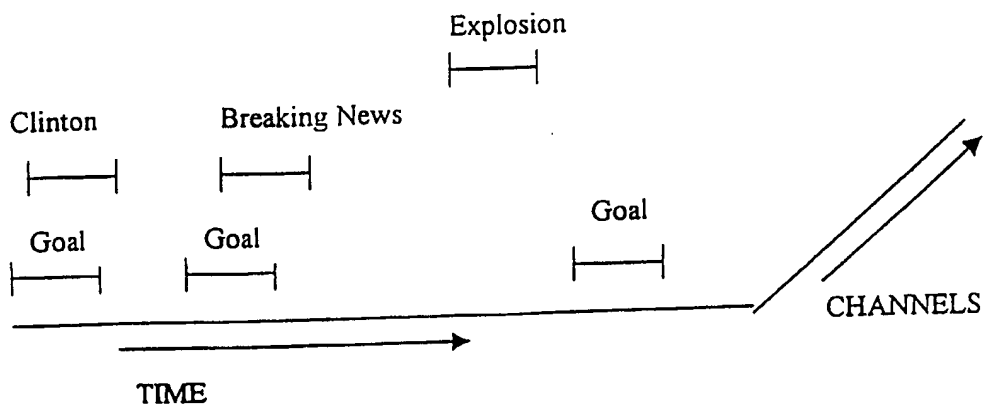 Explosion
Clinton
Breaking News
Goal
Goal
Goal
CHANNELS
TIME